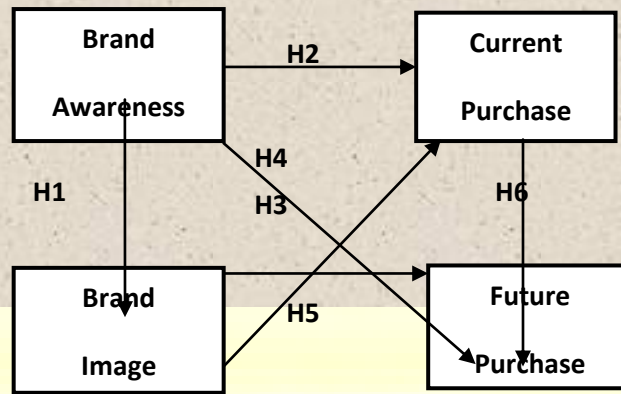 Brand
Awareness
H2
Current
Purchase
H4
H3
H1
H6
Brand
Image
H5
Future
Purchase